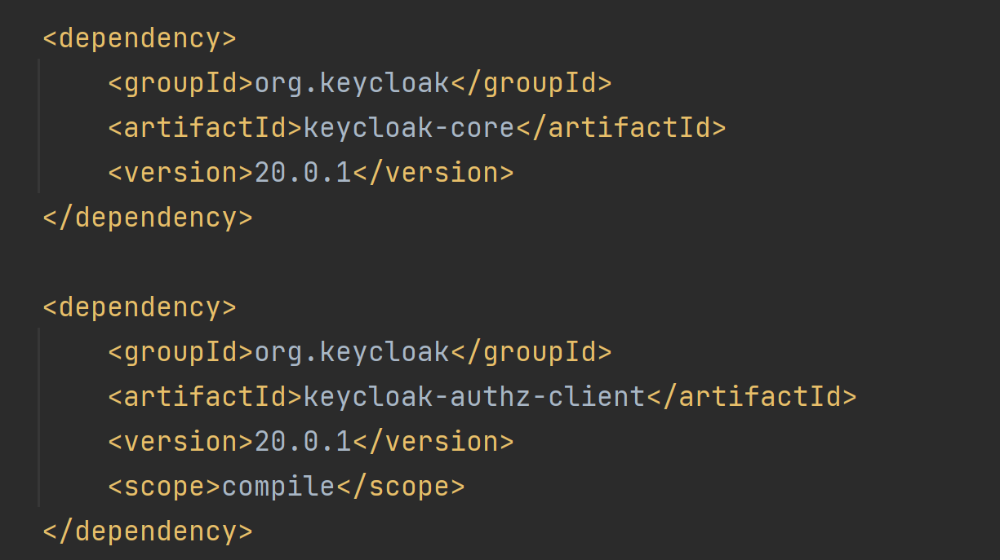 <dependency>
    <groupId>org.keycloak</groupId>
    <artifactId>keycloak-core</artifactId>
    <version>20.0.1</version>
</dependency>

<dependency>
    <groupId>org.keycloak</groupId>
    <artifactId>keycloak-authz-client</artifactId>
    <version>20.0.1</version>
    <scope>compile</scope>
</dependency>